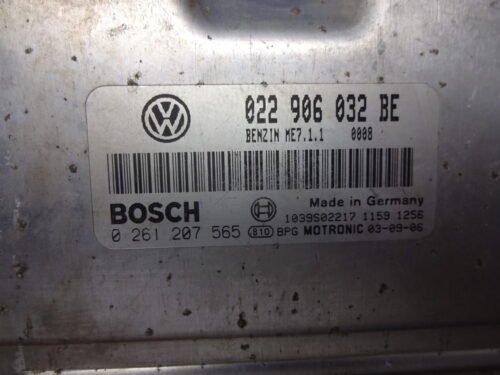 022 906 032 BE
BENZIN ME7.1.1 0008
BOSCH
Made in Germany
1039S02217 1159 1256
0 261 207 565 810 BPG MOTRONIC 03-09-06